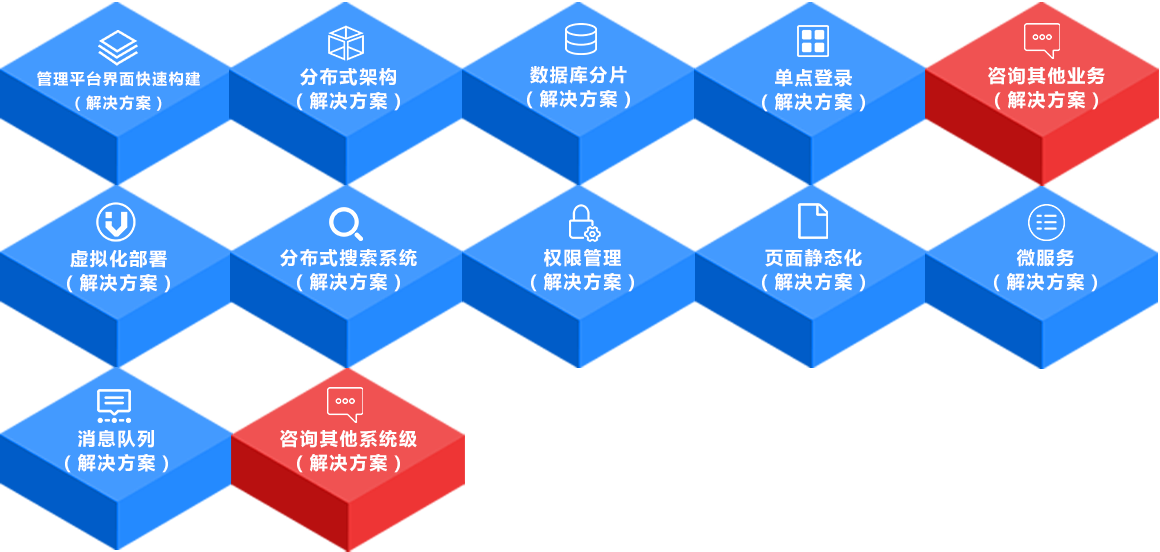 管理平台界面快速构建
（解决方案）
分布式架构
（解决方案）
数据库分片
（解决方案）
单点登录
（解决方案）
咨询其他业务
（解决方案）
虚拟化部署
（解决方案）
分布式搜索系统
（解决方案）
权限管理
（解决方案）
页面静态化
（解决方案）
微服务
（解决方案）
消息队列
（解决方案）
咨询其他系统级
（解决方案）